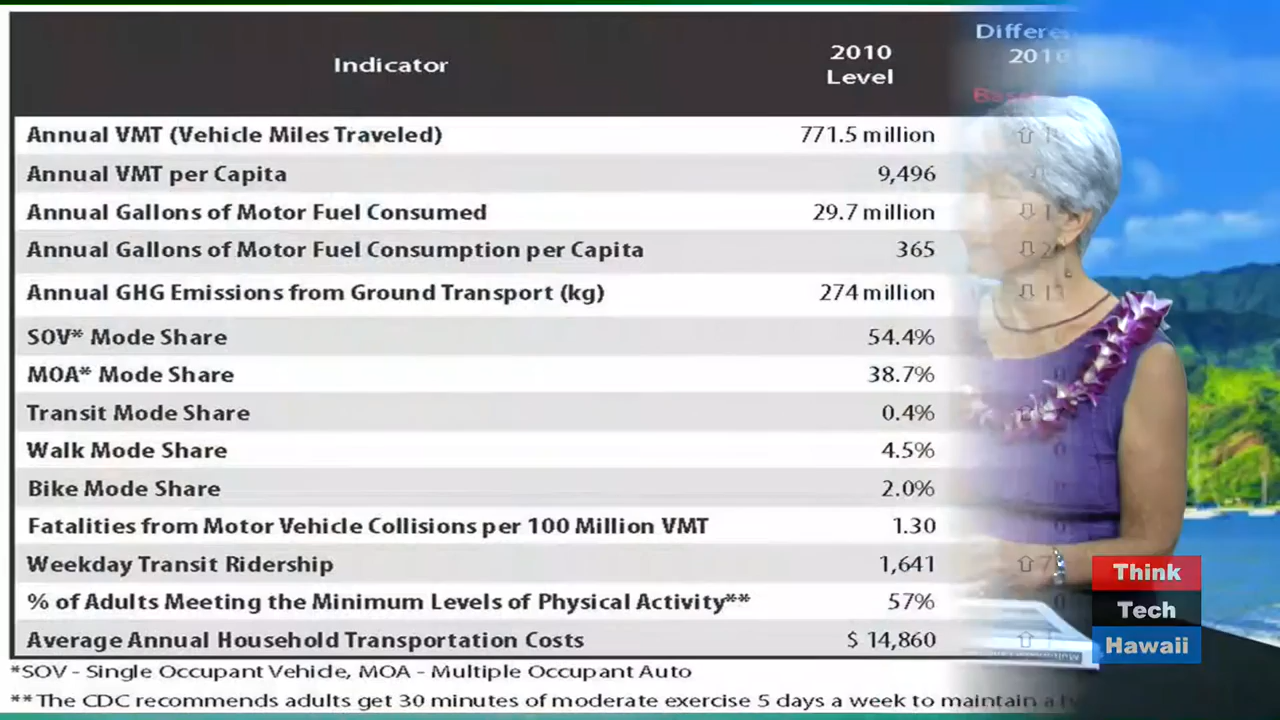 Indicator
2010
Level
2010
Annual VMT (Vehicle Miles Traveled) 771.5 million
Annual VMT per Capita 9,496
Annual Gallons of Motor Fuel Consumed 29.7 million
Annual Gallons of Motor Fuel Consumption per Capita 365
Annual GHG Emissions from Ground Transport (kg) 274 million
SOV* Mode Share 54.4%
MOA* Mode Share 38.7%
Transit Mode Share 0.4%
Walk Mode Share 4.5%
Bike Mode Share 2.0%
Fatalities from Motor Vehicle Collisions per 100 Million VMT 1.30
Weekday Transit Ridership 1,641
% of Adults Meeting the Minimum Levels of Physical Activity** 57%
Average Annual Household Transportation Costs $ 14,860
*SOV - Single Occupant Vehicle, MOA - Multiple Occupant Auto
**The CDC recommends adults get 30 minutes of moderate exercise 5 days a week to maintain a
Think
Tech
Hawaii